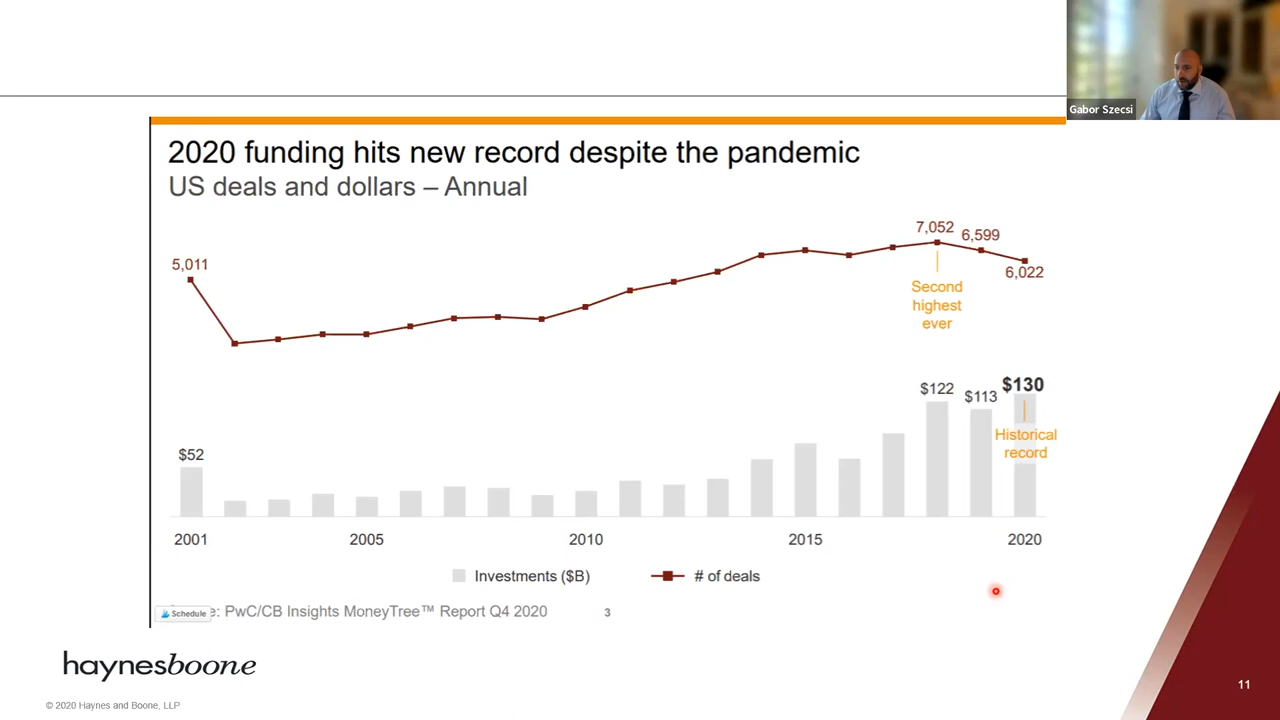 Gabor Szecsi
2020 funding hits new record despite the pandemic
US deals and dollars – Annual
5,011
7,052
6,599
6,022
Second
highest
ever
$52
$122
$113
$130
Historical
record
2001
2005
2010
2015
2020
Investments ($B)
# of deals
Schedule
e: PwC/CB Insights MoneyTree™ Report Q4 2020
3
haynesboone
© 2020 Haynes and Boone, LLP
11